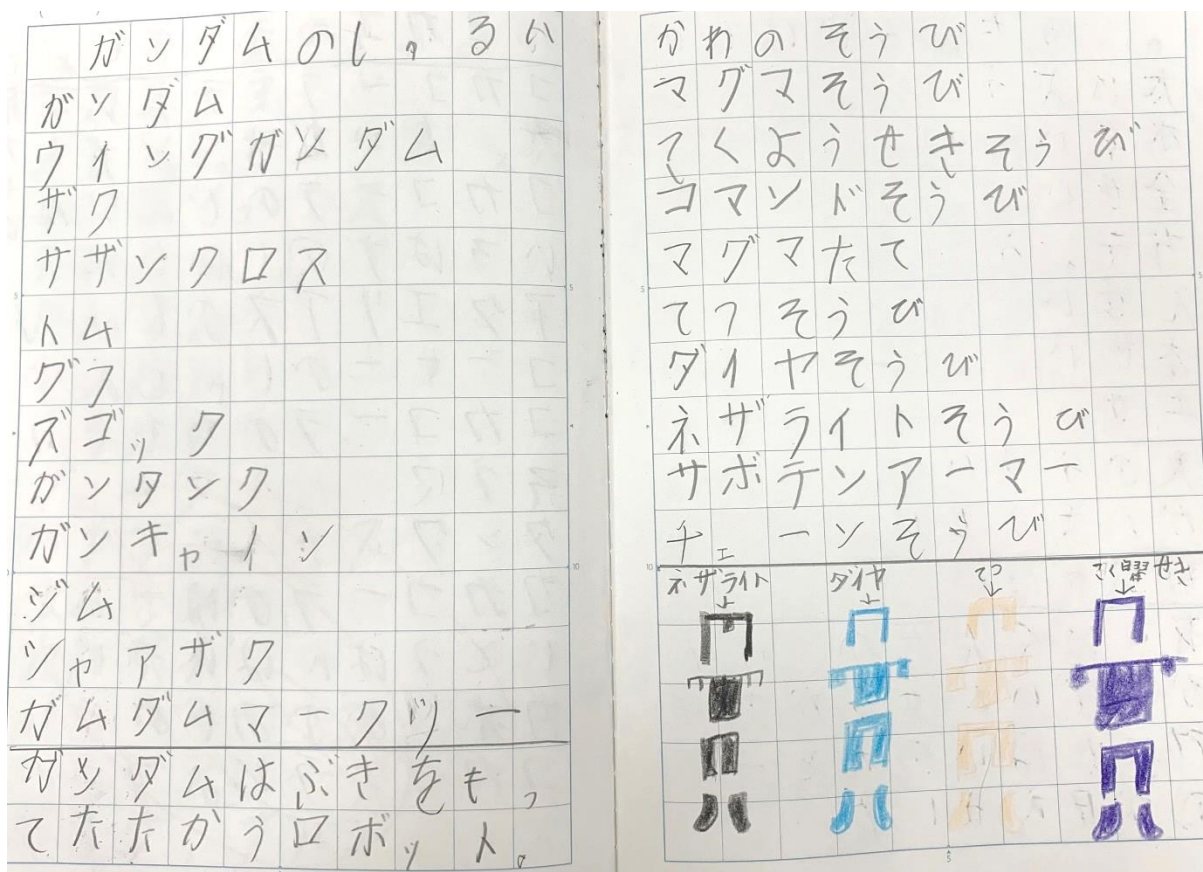 ガンダムのしゅるい
ガンダム
ウイングガンダム
ザク
サザンクロス
トム
グフ
ズゴック
ガンタンク
ガンキャイン
ジム
シャアザク
ガムダムマークツー
ガンダムはぶきをもっ
てたたかうロボット。
かわのそうび
マグマそうび
こくようせきそうび
コマンドそうび
マグマたて
てつそうび
ダイヤそうび
ネザライトそうび
サボテンアーマー
チェーンそうび
ネザライト ダイヤ てつ こく曜せき